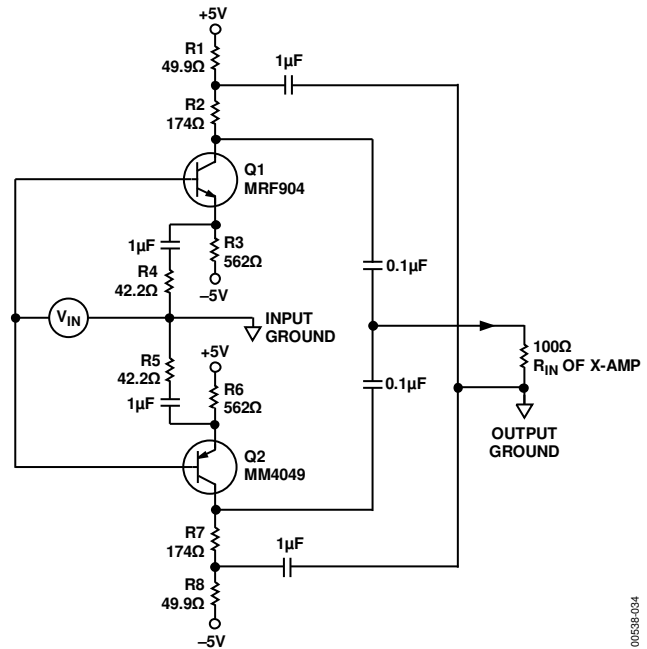 +5V
R1
49.9Ω
1µF
R2
174Ω
Q1
MRF904
1µF
R3
562Ω
R4
42.2Ω
–5V
0.1µF
VIN
INPUT
GROUND
+5V
R5
42.2Ω
R6
562Ω
1µF
100Ω
RIN OF X-AMP
0.1µF
OUTPUT
GROUND
Q2
MM4049
R7
174Ω
1µF
R8
49.9Ω
–5V
00538-034